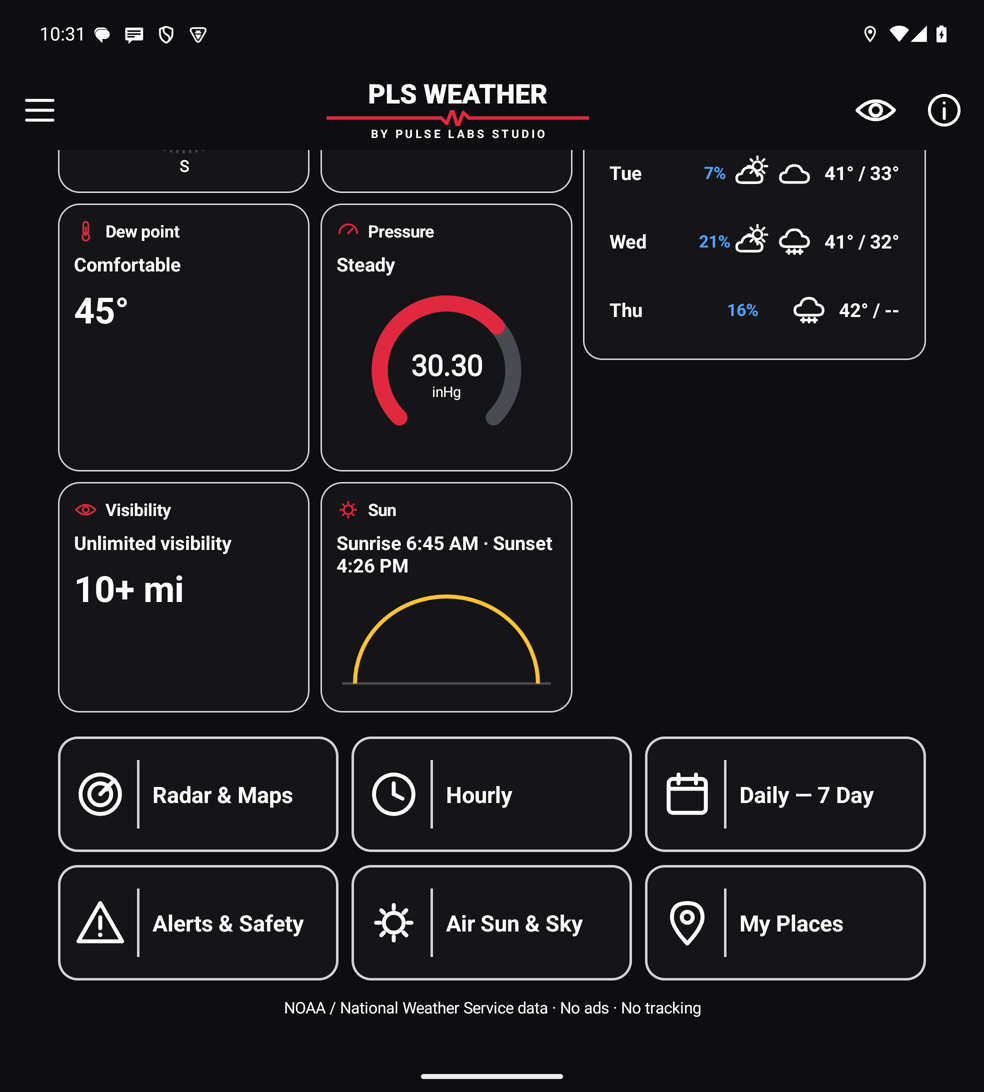 10:31
PLS WEATHER
BY PULSE LABS STUDIO
S
Tue 7% 41° / 33°
Wed 21% 41° / 32°
Thu 16% 42° / --
Dew point
Comfortable
45°
Pressure
Steady
30.30
inHg
Visibility
Unlimited visibility
10+ mi
Sun
Sunrise 6:45 AM · Sunset
4:26 PM
Radar & Maps
Hourly
Daily — 7 Day
Alerts & Safety
Air Sun & Sky
My Places
NOAA / National Weather Service data · No ads · No tracking